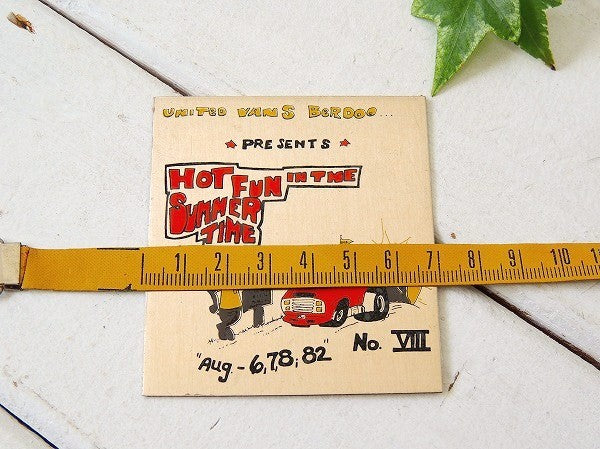 UNITED VANS BERDOO...
PRESENTS
HOT FUN IN THE
SUMMER
TIME
1 2 3 4 5 6 7 8 9 10
"Aug - 6, 7, 8, 82" No. VIII